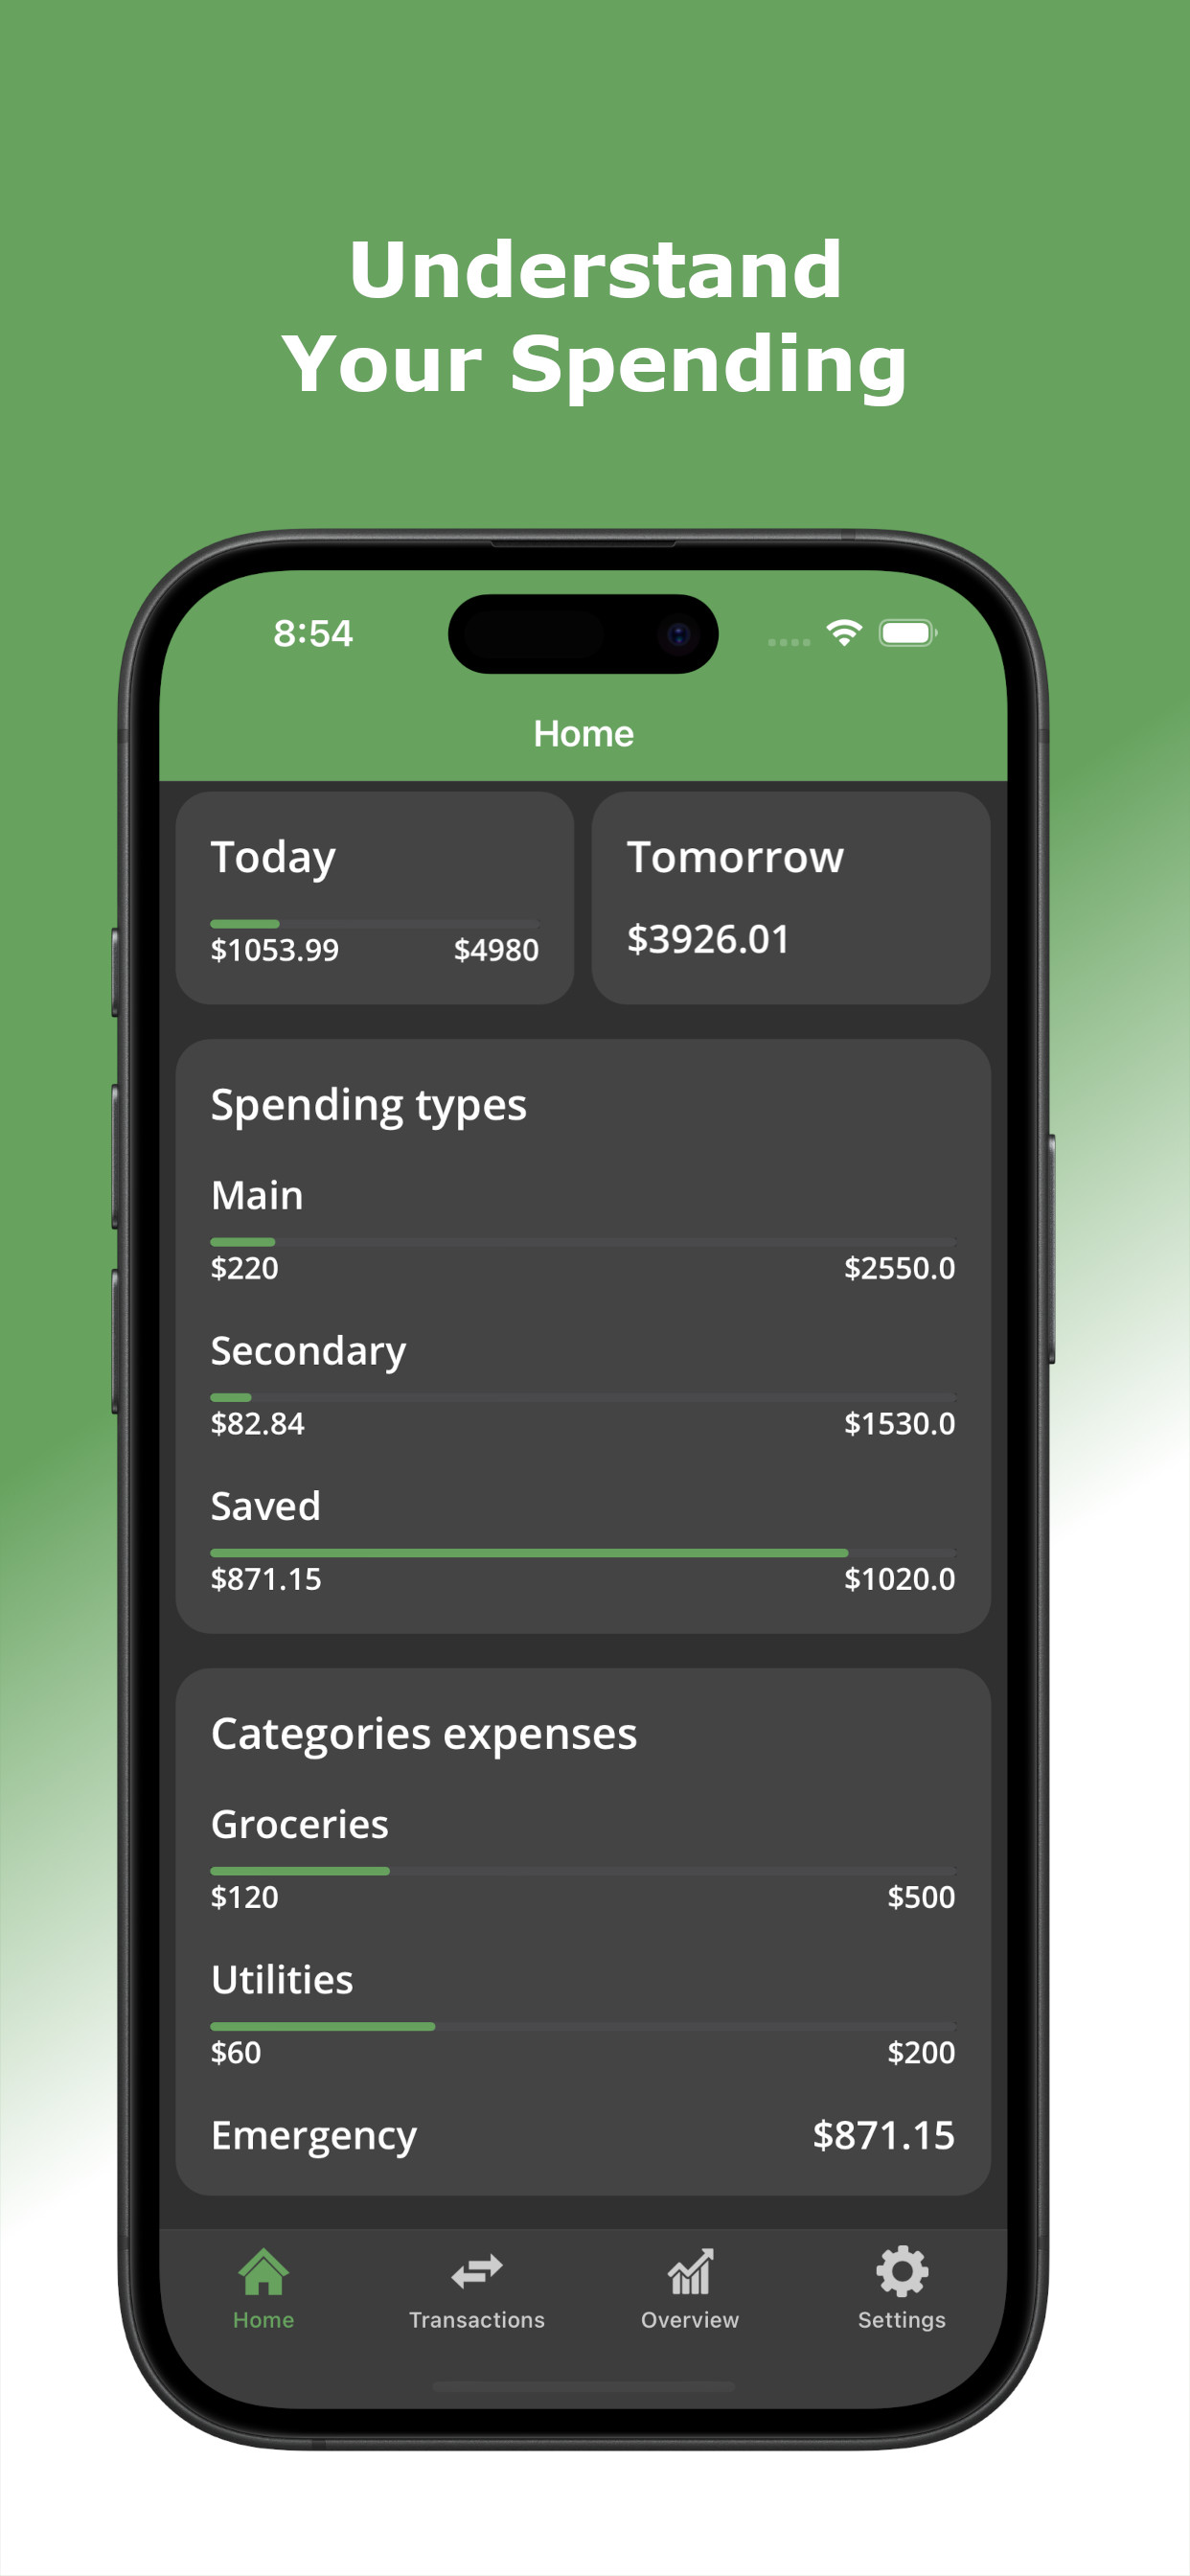 Understand
Your Spending
8:54
Home
Today
$1053.99 $4980
Tomorrow
$3926.01
Spending types
Main
$220 $2550.0
Secondary
$82.84 $1530.0
Saved
$871.15 $1020.0
Categories expenses
Groceries
$120 $500
Utilities
$60 $200
Emergency $871.15
Home Transactions Overview Settings